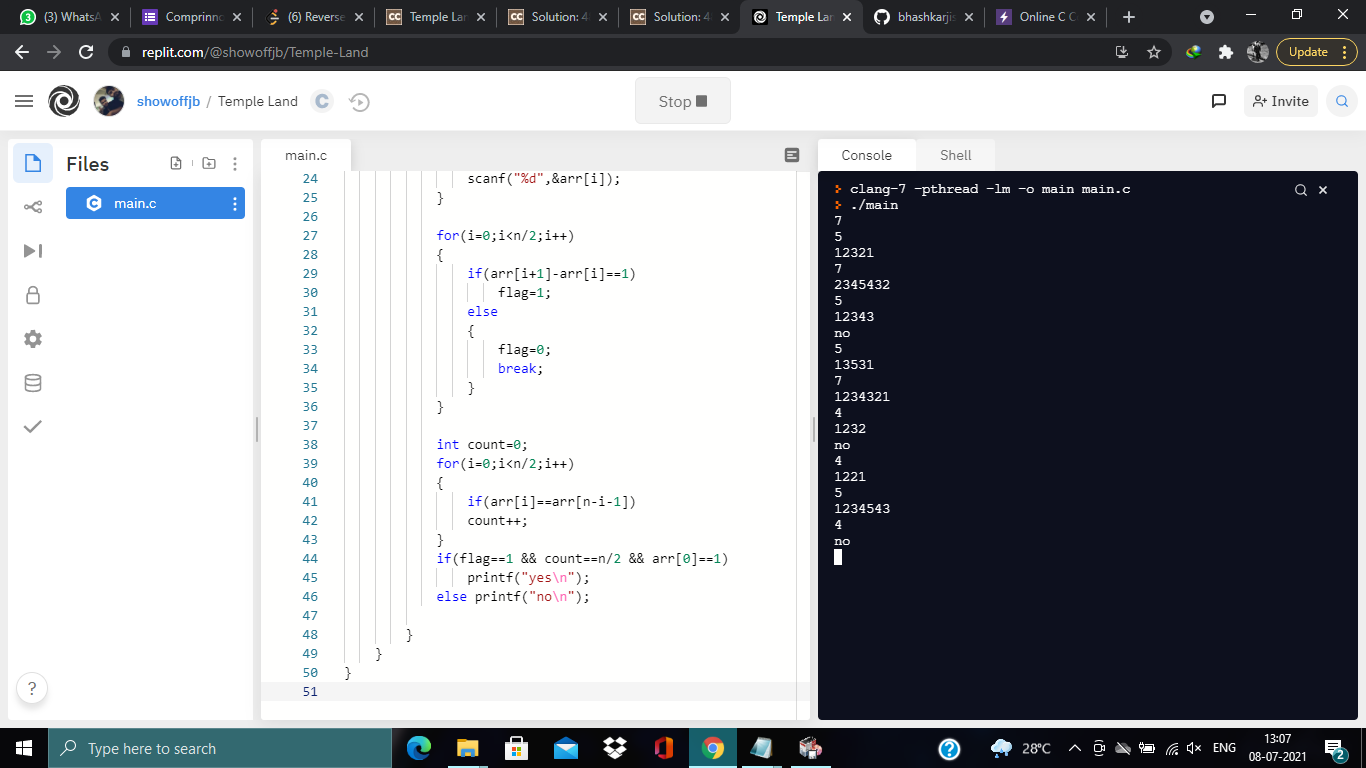 (3) WhatsA
Comprinno
(6) Reverse
Temple Lar
Solution: 4
Solution: 4
Temple Lar
bhashkarjis
Online C C
replit.com/@showoffjb/Temple-Land
Update
showoffjb / Temple Land
C
Stop
Invite
Files
main.c
main.c
24 scanf("%d",&arr[i]);
25 }
26
27 for(i=0;i<n/2;i++)
28 {
29 if(arr[i+1]-arr[i]==1)
30 flag=1;
31 else
32 {
33 flag=0;
34 break;
35 }
36 }
37
38 int count=0;
39 for(i=0;i<n/2;i++)
40 {
41 if(arr[i]==arr[n-i-1])
42 count++;
43 }
44 if(flag==1 && count==n/2 && arr[0]==1)
45 printf("yes\n");
46 else printf("no\n");
47
48 }
49 }
50 }
51
Console
Shell
clang-7 -pthread -lm -o main main.c
./main
7
5
12321
7
2345432
5
12343
no
5
13531
7
1234321
4
1232
no
4
1221
5
1234543
4
no
?
Type here to search
28°C
ENG
13:07
08-07-2021
2